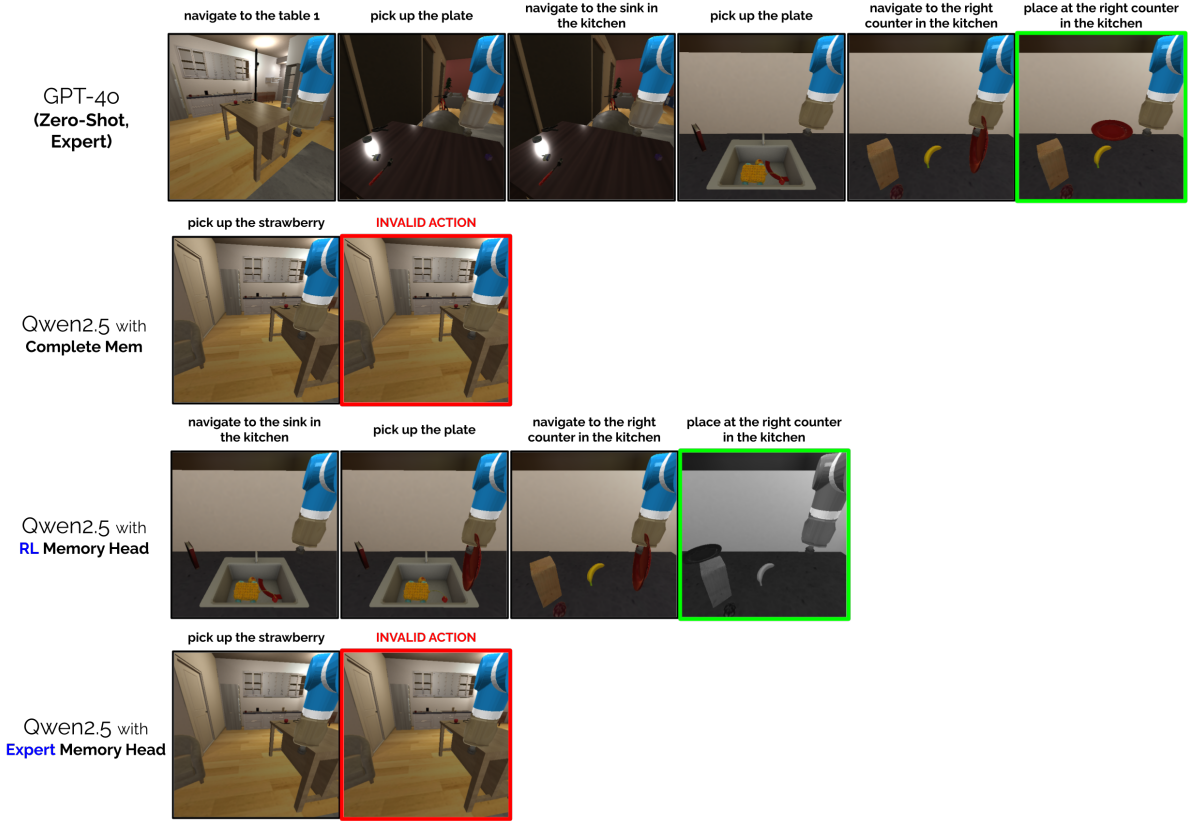 navigate to the table 1
pick up the plate
navigate to the sink in
the kitchen
pick up the plate
navigate to the right
counter in the kitchen
place at the right counter
in the kitchen
GPT-4o
(Zero-Shot,
Expert)
pick up the strawberry
INVALID ACTION
Qwen2.5 with
Complete Mem
navigate to the sink in
the kitchen
pick up the plate
navigate to the right
counter in the kitchen
place at the right counter
in the kitchen
Qwen2.5 with
RL Memory Head
pick up the strawberry
INVALID ACTION
Qwen2.5 with
Expert Memory Head